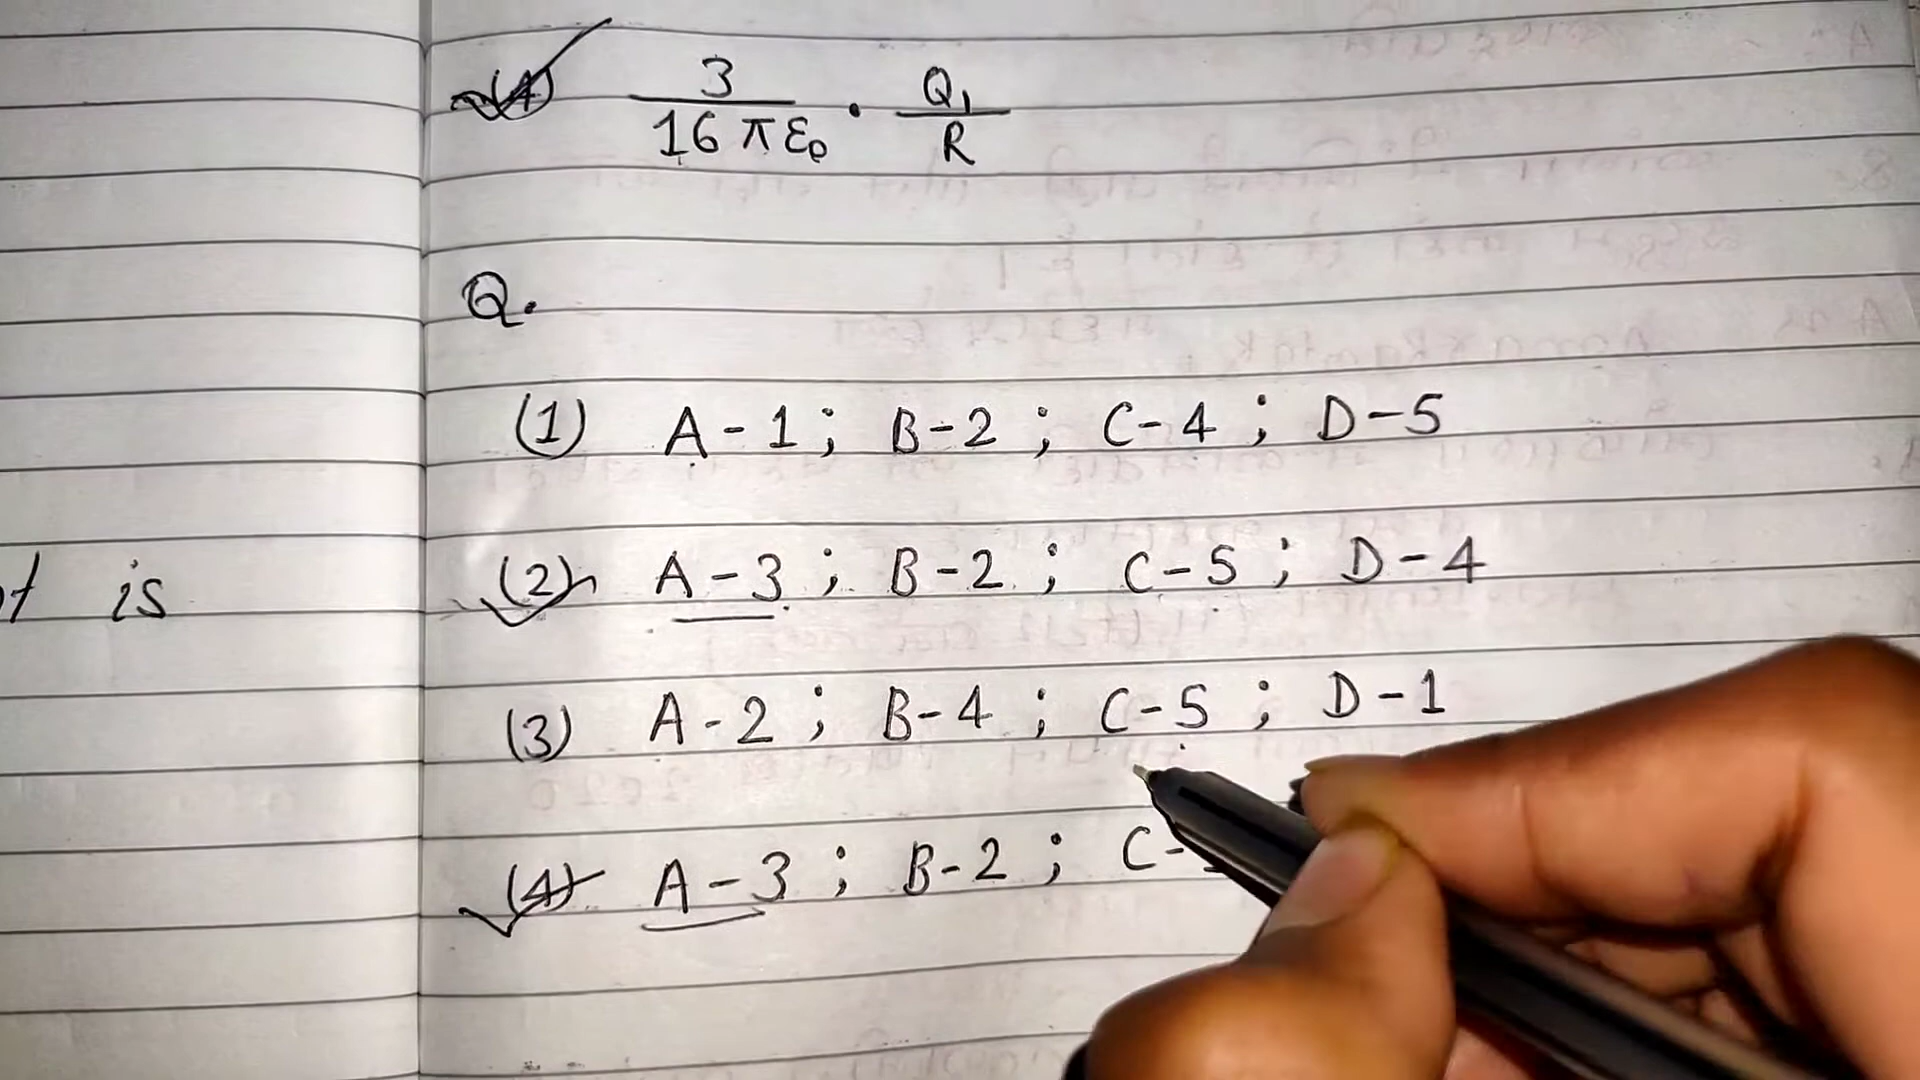 (4) 3/16πε₀ · Q₁/R
Q.
(1) A-1; B-2; C-4; D-5
t is
(2) A-3; B-2; C-5; D-4
(3) A-2; B-4; C-5; D-1
(4) A-3; B-2; C-